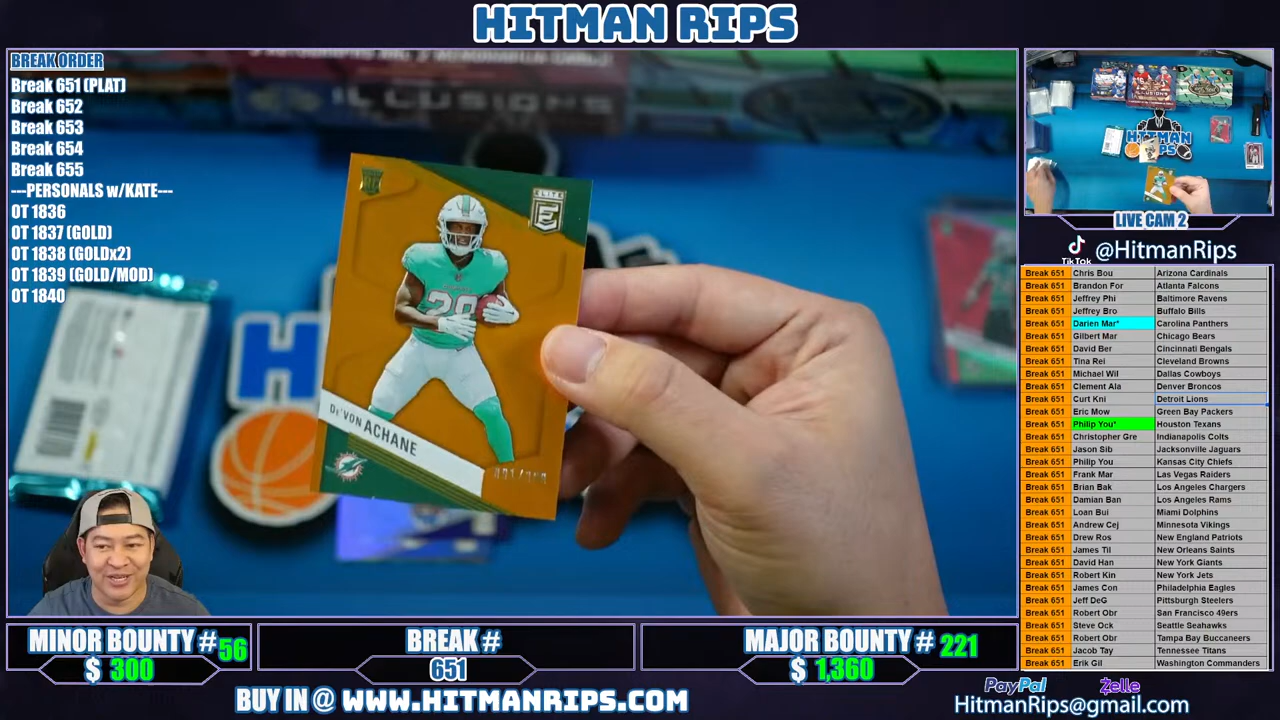 HITMAN RIPS
BREAK ORDER
Break 651 (PLAT)
Break 652
Break 653
Break 654
Break 655
---PERSONALS w/KATE---
OT 1836
OT 1837 (GOLD)
OT 1838 (GOLDx2)
OT 1839 (GOLD/MOD)
OT 1840
ILLUSIONS
ELITE
E
28
DE'VON ACHANE
LIVE CAM 2
TikTok
@HitmanRips
Break 651 Chris Bou Arizona Cardinals
Break 651 Brandon For Atlanta Falcons
Break 651 Jeffrey Phi Baltimore Ravens
Break 651 Jeffrey Bro Buffalo Bills
Break 651 Darien Mar* Carolina Panthers
Break 651 Gilbert Mar Chicago Bears
Break 651 David Ber Cincinnati Bengals
Break 651 Tina Rei Cleveland Browns
Break 651 Michael Wil Dallas Cowboys
Break 651 Clement Ala Denver Broncos
Break 651 Curt Kni Detroit Lions
Break 651 Eric Mow Green Bay Packers
Break 651 Philip You* Houston Texans
Break 651 Christopher Gre Indianapolis Colts
Break 651 Jason Sib Jacksonville Jaguars
Break 651 Philip You Kansas City Chiefs
Break 651 Frank Mar Las Vegas Raiders
Break 651 Brian Bak Los Angeles Chargers
Break 651 Damian Ban Los Angeles Rams
Break 651 Loan Bui Miami Dolphins
Break 651 Andrew Cej Minnesota Vikings
Break 651 Drew Ros New England Patriots
Break 651 James Til New Orleans Saints
Break 651 David Han New York Giants
Break 651 Robert Kin New York Jets
Break 651 James Con Philadelphia Eagles
Break 651 Jeff DeG Pittsburgh Steelers
Break 651 Robert Obr San Francisco 49ers
Break 651 Steve Ock Seattle Seahawks
Break 651 Robert Obr Tampa Bay Buccaneers
Break 651 Jacob Tay Tennessee Titans
Break 651 Erik Gil Washington Commanders
MINOR BOUNTY # 56
$ 300
BREAK #
651
MAJOR BOUNTY # 221
$ 1,360
BUY IN @ WWW.HITMANRIPS.COM
PayPal Zelle
HitmanRips@gmail.com